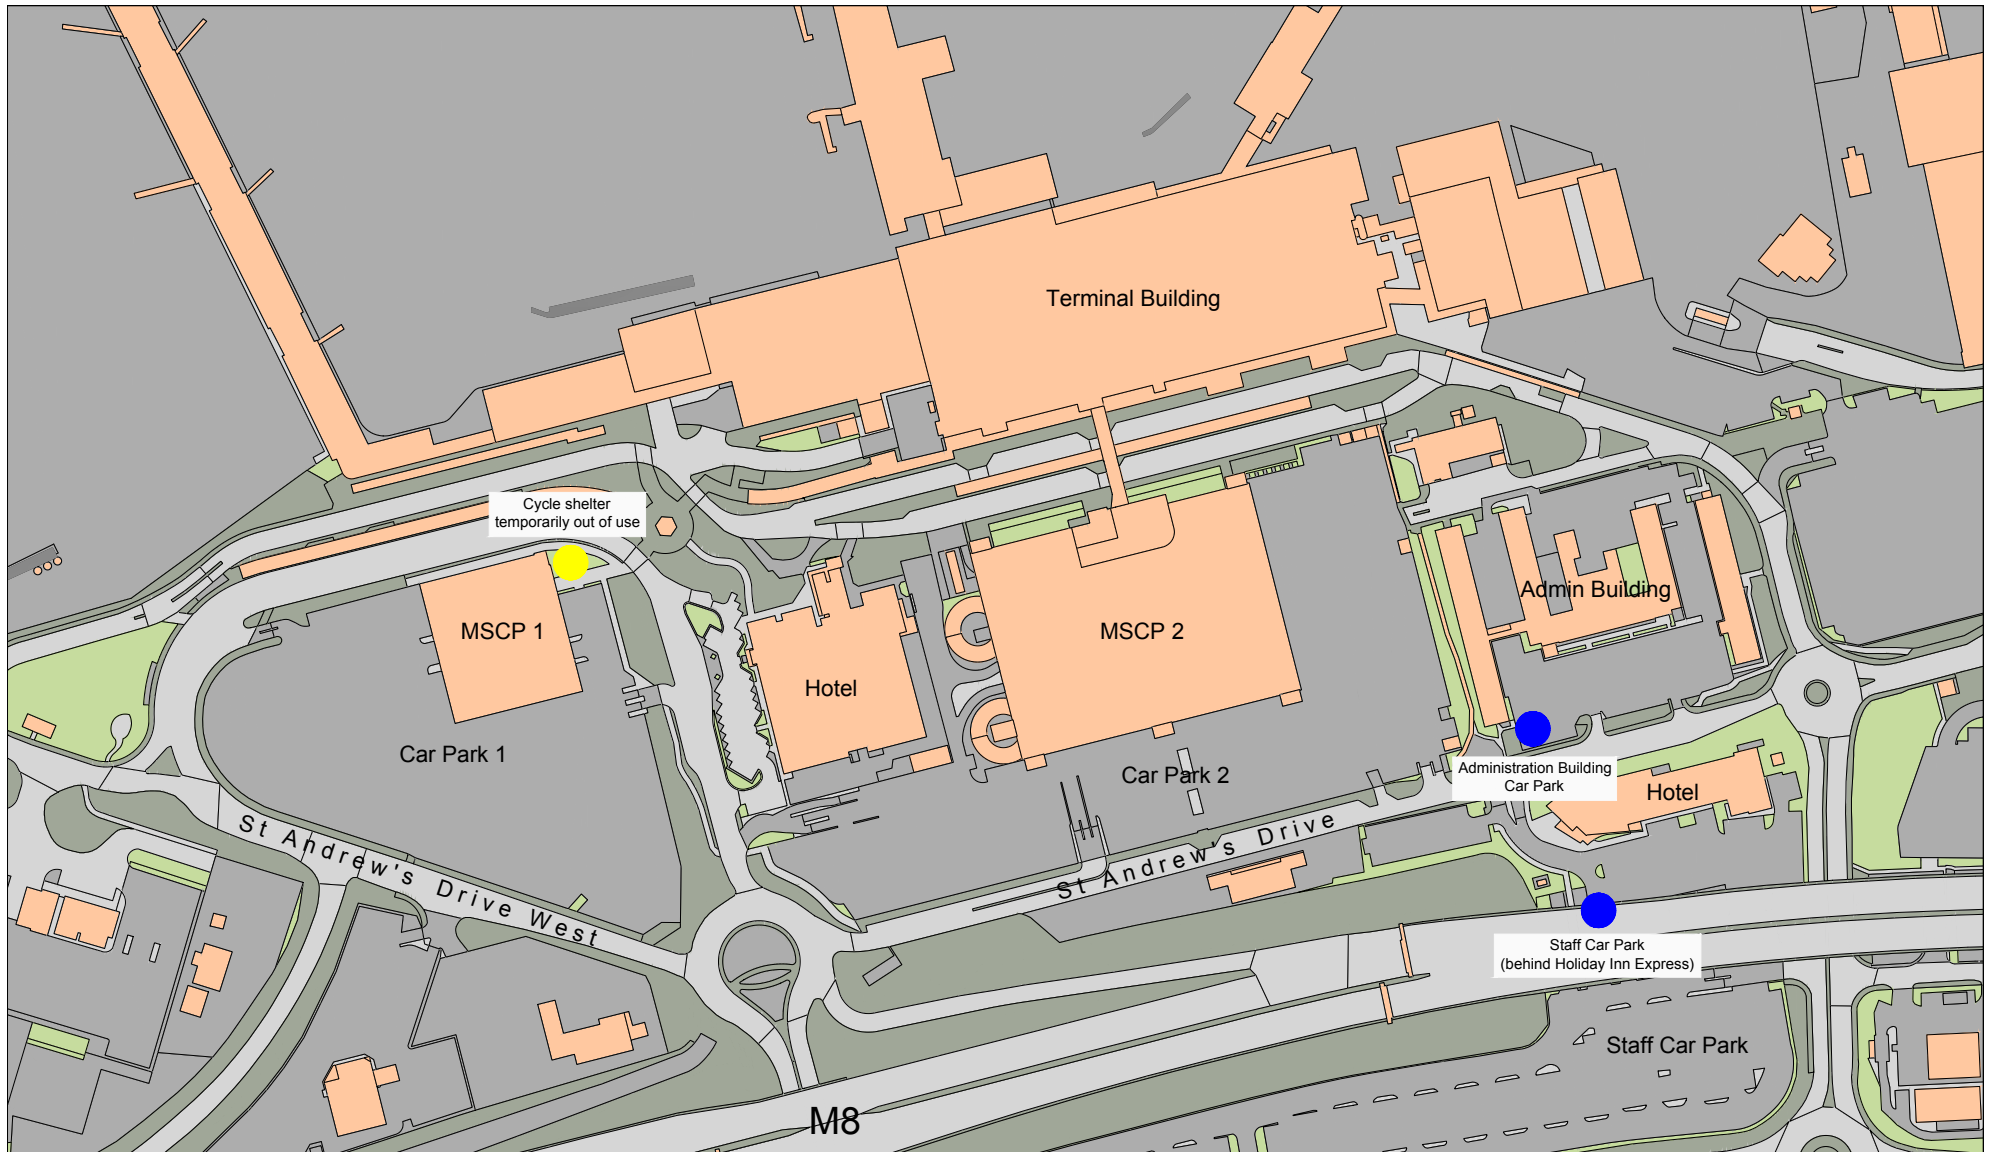 Terminal Building
Cycle shelter
temporarily out of use
MSCP 1
MSCP 2
Admin Building
Hotel
Car Park 1
Car Park 2
Administration Building
Car Park
Hotel
St Andrew's Drive West
St Andrew's Drive
Staff Car Park
(behind Holiday Inn Express)
Staff Car Park
M8